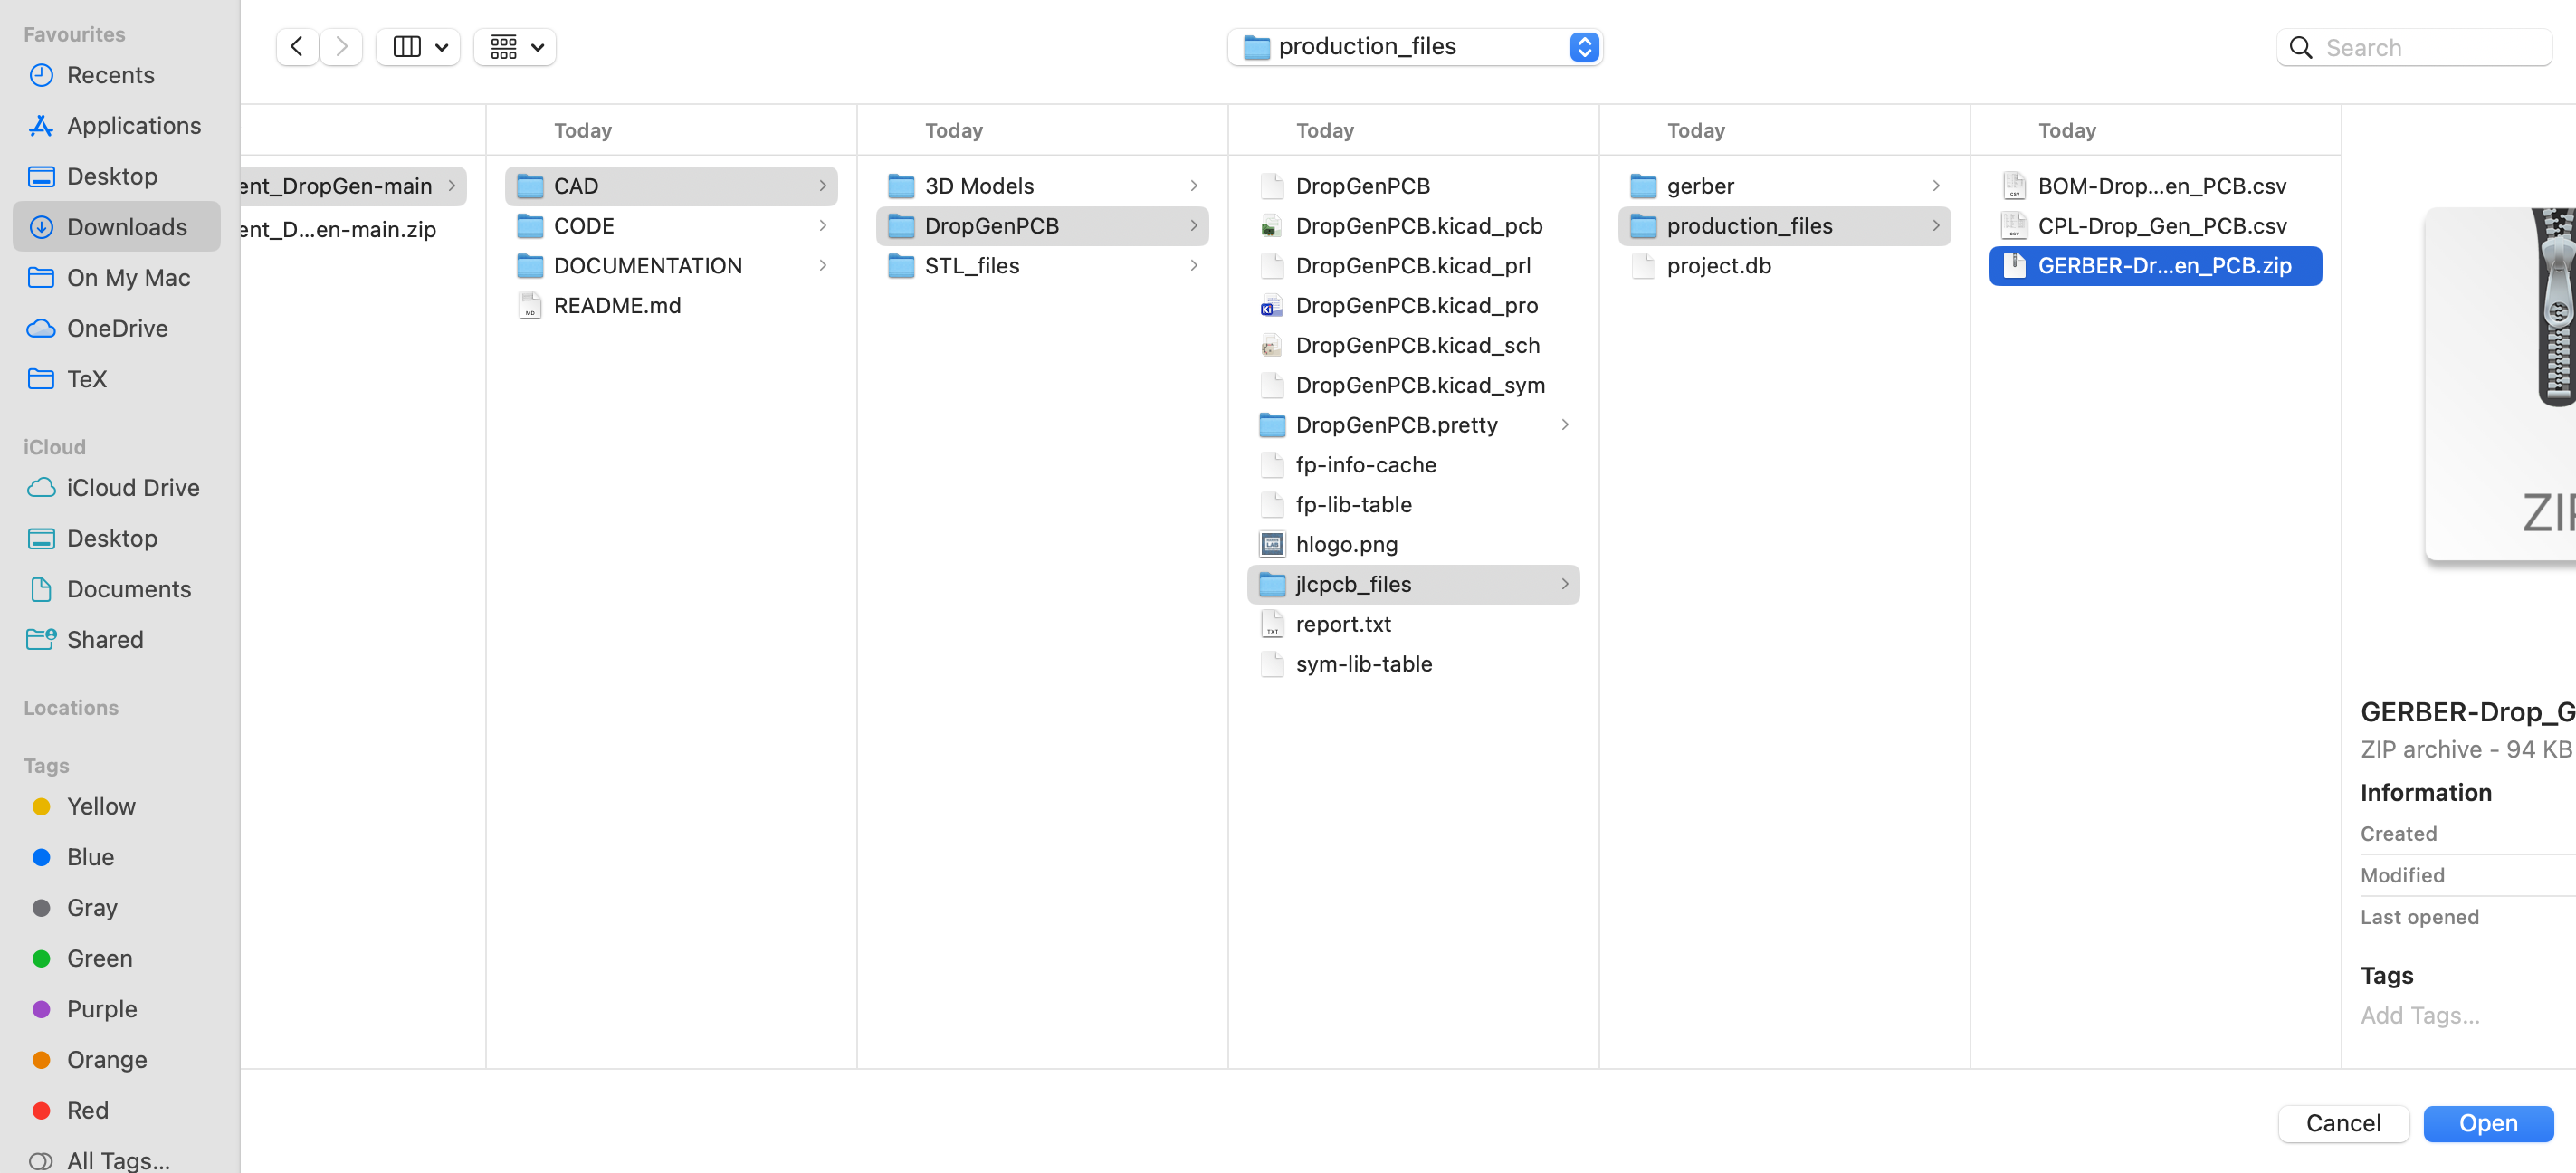 Favourites
Recents
Applications
Desktop
Downloads
On My Mac
OneDrive
TeX
iCloud
iCloud Drive
Desktop
Documents
Shared
Locations
Tags
Yellow
Blue
Gray
Green
Purple
Orange
Red
All Tags...
production_files
Search
ent_DropGen-main
ent_D...en-main.zip
Today
CAD
CODE
DOCUMENTATION
README.md
Today
3D Models
DropGenPCB
STL_files
Today
DropGenPCB
DropGenPCB.kicad_pcb
DropGenPCB.kicad_prl
DropGenPCB.kicad_pro
DropGenPCB.kicad_sch
DropGenPCB.kicad_sym
DropGenPCB.pretty
fp-info-cache
fp-lib-table
hlogo.png
jlcpcb_files
report.txt
sym-lib-table
Today
gerber
production_files
project.db
Today
BOM-Drop...en_PCB.csv
CPL-Drop_Gen_PCB.csv
GERBER-Dr...en_PCB.zip
ZIP
GERBER-Drop_G
ZIP archive - 94 KB
Information
Created
Modified
Last opened
Tags
Add Tags...
Cancel
Open